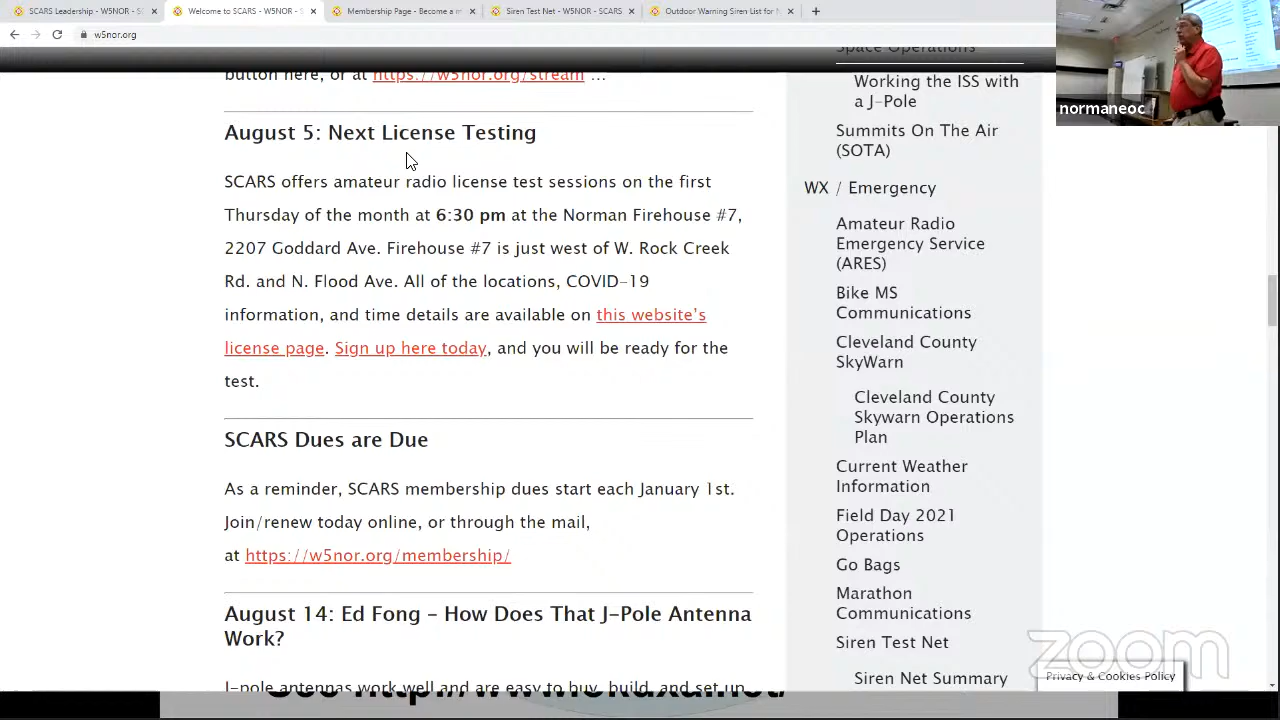 SCARS Leadership - W5NOR - S
Welcome to SCARS - W5NOR - S
Membership Page - Become a m
Siren Test Net - W5NOR - SCARS
Outdoor Warning Siren List for N
w5nor.org
button here, or at https://w5nor.org/stream ...
August 5: Next License Testing
SCARS offers amateur radio license test sessions on the first
Thursday of the month at 6:30 pm at the Norman Firehouse #7,
2207 Goddard Ave. Firehouse #7 is just west of W. Rock Creek
Rd. and N. Flood Ave. All of the locations, COVID-19
information, and time details are available on this website's
license page. Sign up here today, and you will be ready for the
test.
SCARS Dues are Due
As a reminder, SCARS membership dues start each January 1st.
Join/renew today online, or through the mail,
at https://w5nor.org/membership/
August 14: Ed Fong – How Does That J-Pole Antenna
Work?
J-pole antennas work well and are easy to buy, build, and set up
Space Operations
Working the ISS with
a J-Pole
Summits On The Air
(SOTA)
WX / Emergency
Amateur Radio
Emergency Service
(ARES)
Bike MS
Communications
Cleveland County
SkyWarn
Cleveland County
Skywarn Operations
Plan
Current Weather
Information
Field Day 2021
Operations
Go Bags
Marathon
Communications
Siren Test Net
Siren Net Summary
normaneoc
zoom
Privacy & Cookies Policy